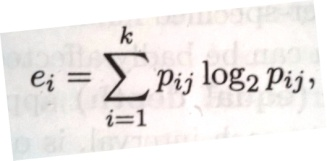 e_i = \sum_{i=1}^{k} p_{ij} \log_2 p_{ij},